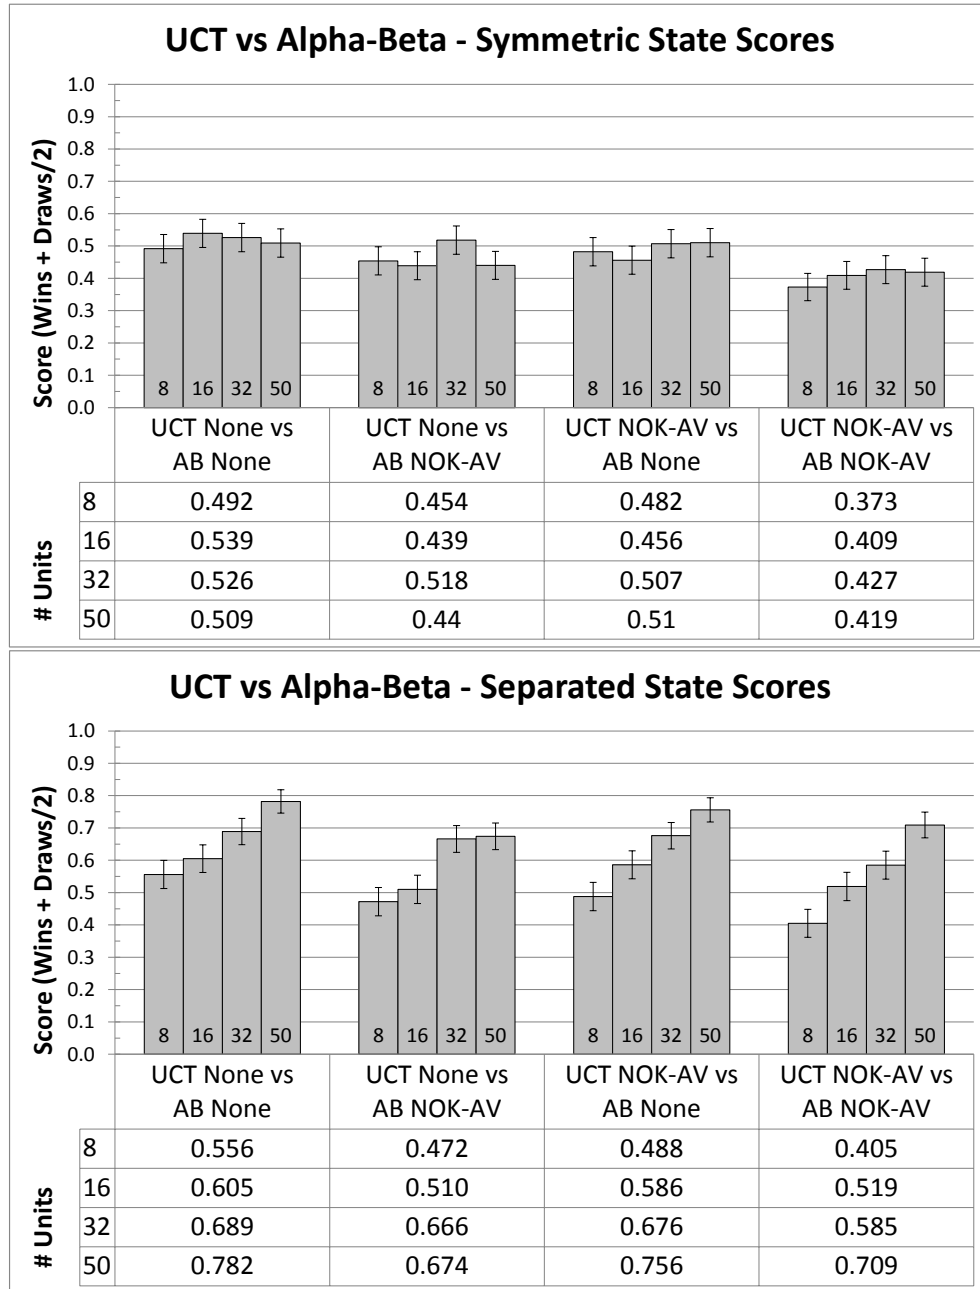 UCT vs Alpha-Beta - Symmetric State Scores
Score (Wins + Draws/2)
1.0
0.9
0.8
0.7
0.6
0.5
0.4
0.3
0.2
0.1
0.0
8 16 32 50 8 16 32 50 8 16 32 50 8 16 32 50
UCT None vs UCT None vs UCT NOK-AV vs UCT NOK-AV vs
AB None AB NOK-AV AB None AB NOK-AV
# Units
8 0.492 0.454 0.482 0.373
16 0.539 0.439 0.456 0.409
32 0.526 0.518 0.507 0.427
50 0.509 0.44 0.51 0.419
UCT vs Alpha-Beta - Separated State Scores
Score (Wins + Draws/2)
1.0
0.9
0.8
0.7
0.6
0.5
0.4
0.3
0.2
0.1
0.0
8 16 32 50 8 16 32 50 8 16 32 50 8 16 32 50
UCT None vs UCT None vs UCT NOK-AV vs UCT NOK-AV vs
AB None AB NOK-AV AB None AB NOK-AV
# Units
8 0.556 0.472 0.488 0.405
16 0.605 0.510 0.586 0.519
32 0.689 0.666 0.676 0.585
50 0.782 0.674 0.756 0.709